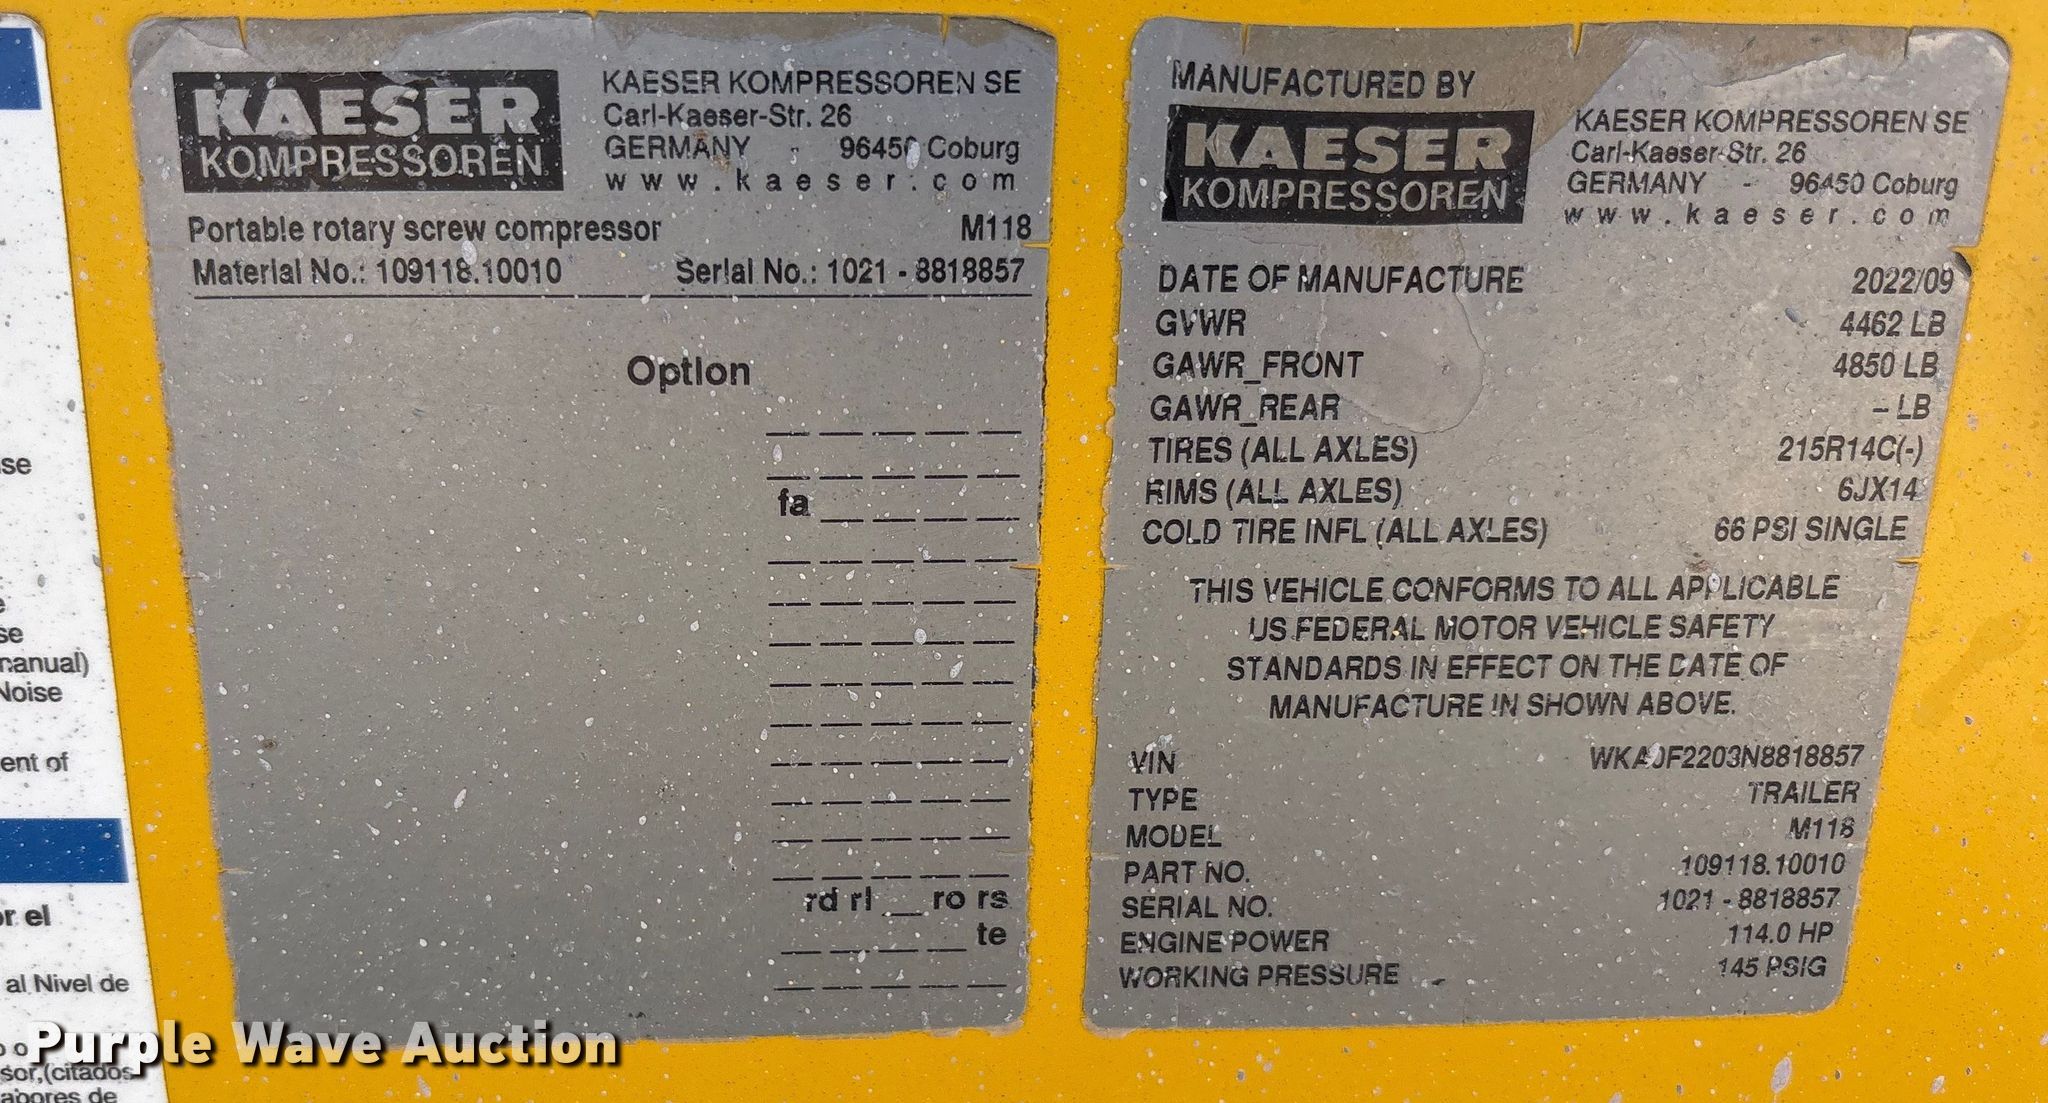 se
e
se
manual)
Noise
ent of
or el
al Nivel de
o o
sor,(citados
abores de
KAESER
KOMPRESSOREN
KAESER KOMPRESSOREN SE
Carl-Kaeser-Str. 26
GERMANY - 96450 Coburg
www.kaeser.com
Portable rotary screw compressor M118
Material No.: 109118.10010 Serial No.: 1021 - 8818857
Option
_ _ _ _ _
_ _ _ _ _
fa _ _ _ _
_ _ _ _ _
_ _ _ _ _
_ _ _ _ _
_ _ _ _ _
_ _ _ _ _
_ _ _ _ _
_ _ _ _ _
_ _ _ _ _
_ _ _ _ _
rd rl _ ro rs
_ _ _ _ te
_ _ _ _ _
MANUFACTURED BY
KAESER
KOMPRESSOREN
KAESER KOMPRESSOREN SE
Carl-Kaeser-Str. 26
GERMANY - 96450 Coburg
www.kaeser.com
DATE OF MANUFACTURE 2022/09
GVWR 4462 LB
GAWR_FRONT 4850 LB
GAWR_REAR – LB
TIRES (ALL AXLES) 215R14C(-)
RIMS (ALL AXLES) 6JX14
COLD TIRE INFL (ALL AXLES) 66 PSI SINGLE
THIS VEHICLE CONFORMS TO ALL APPLICABLE
US FEDERAL MOTOR VEHICLE SAFETY
STANDARDS IN EFFECT ON THE DATE OF
MANUFACTURE IN SHOWN ABOVE.
VIN WKA0F2203N8818857
TYPE TRAILER
MODEL M118
PART NO. 109118.10010
SERIAL NO. 1021 - 8818857
ENGINE POWER 114.0 HP
WORKING PRESSURE 145 PSIG
Purple Wave Auction